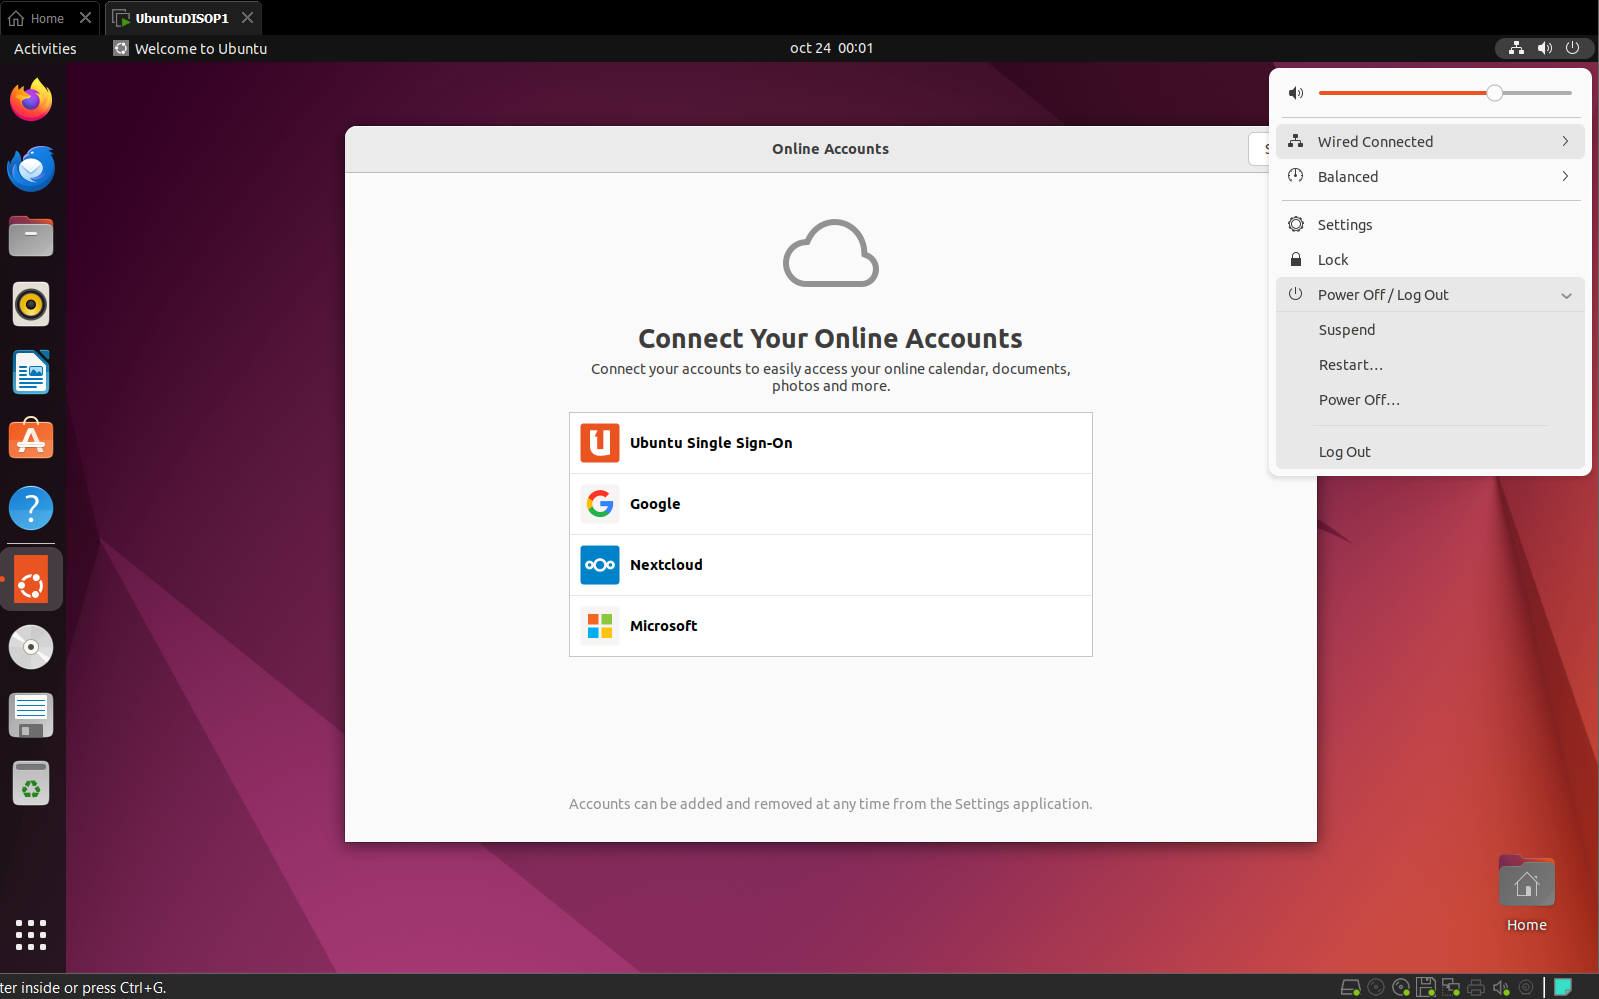 Home
UbuntuDISOP1
Activities
Welcome to Ubuntu
oct 24 00:01
Online Accounts
S
Connect Your Online Accounts
Connect your accounts to easily access your online calendar, documents,
photos and more.
Ubuntu Single Sign-On
Google
Nextcloud
Microsoft
Accounts can be added and removed at any time from the Settings application.
Wired Connected
Balanced
Settings
Lock
Power Off / Log Out
Suspend
Restart...
Power Off...
Log Out
Home
ter inside or press Ctrl+G.